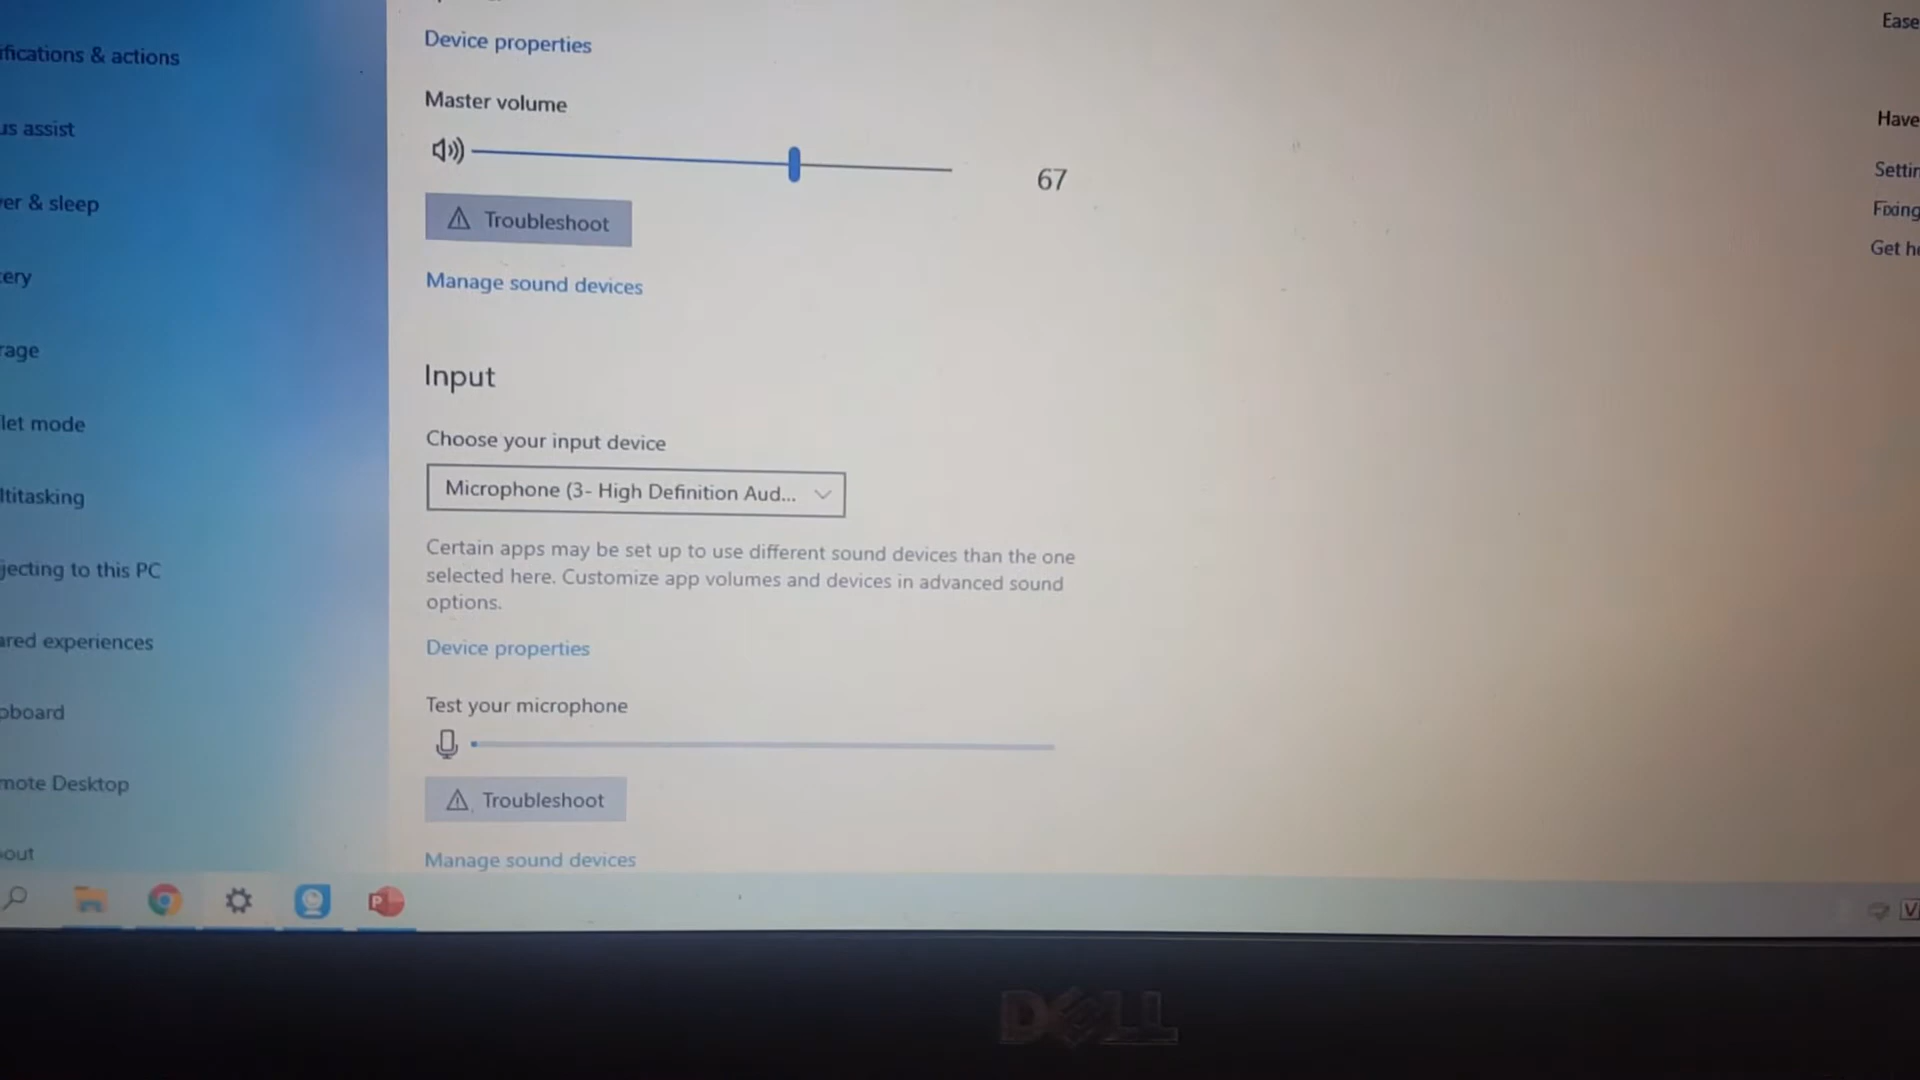 ifications & actions
us assist
er & sleep
ery
rage
let mode
ltitasking
jecting to this PC
ared experiences
pboard
mote Desktop
out
Device properties
Master volume
67
Troubleshoot
Manage sound devices
Input
Choose your input device
Microphone (3- High Definition Aud...
Certain apps may be set up to use different sound devices than the one
selected here. Customize app volumes and devices in advanced sound
options.
Device properties
Test your microphone
Troubleshoot
Manage sound devices
Ease
Have
Settin
Fixing
Get he
P
V
DELL